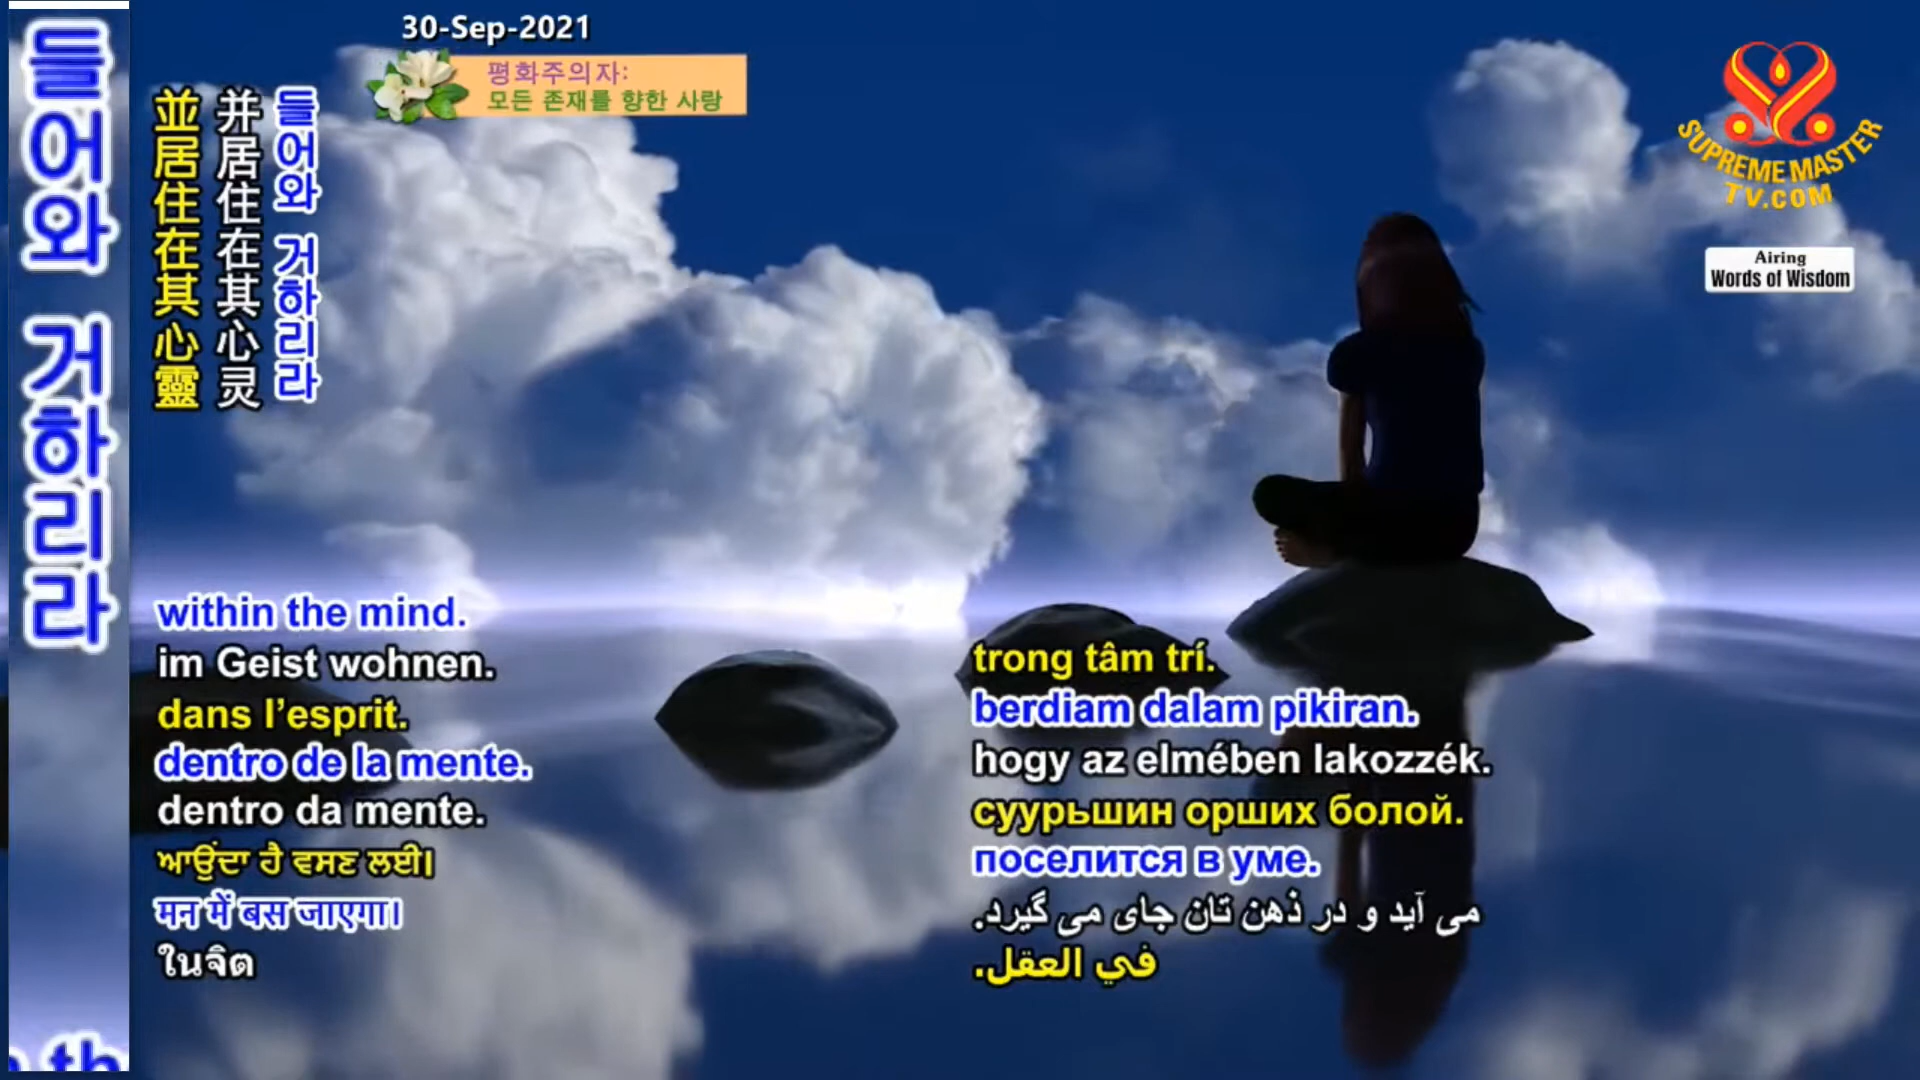 30-Sep-2021
평화주의자:
모든 존재를 향한 사랑
SUPREME MASTER
TV.COM
Airing
Words of Wisdom
들어와 거하리라
並居住在其心靈
并居住在其心灵
들어와 거하리라
within the mind.
im Geist wohnen.
dans l’esprit.
dentro de la mente.
dentro da mente.
ਆਉਂਦਾ ਹੈ ਵਸਣ ਲਈ।
मन में बस जाएगा।
ในจิต
trong tâm trí.
berdiam dalam pikiran.
hogy az elmében lakozzék.
суурьшин орших болой.
поселится в уме.
می آید و در ذهن تان جای می گیرد.
في العقل.